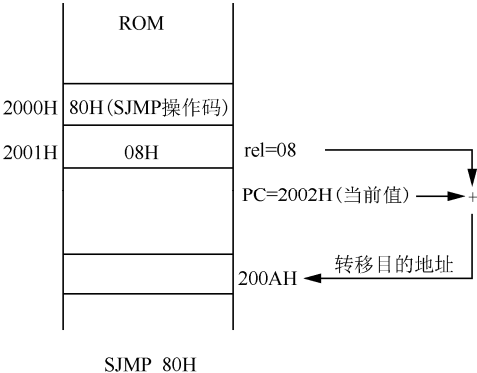 ROM
2000H 80H(SJMP操作码)
2001H 08H rel=08
PC=2002H(当前值) +
200AH 转移目的地址
SJMP 80H